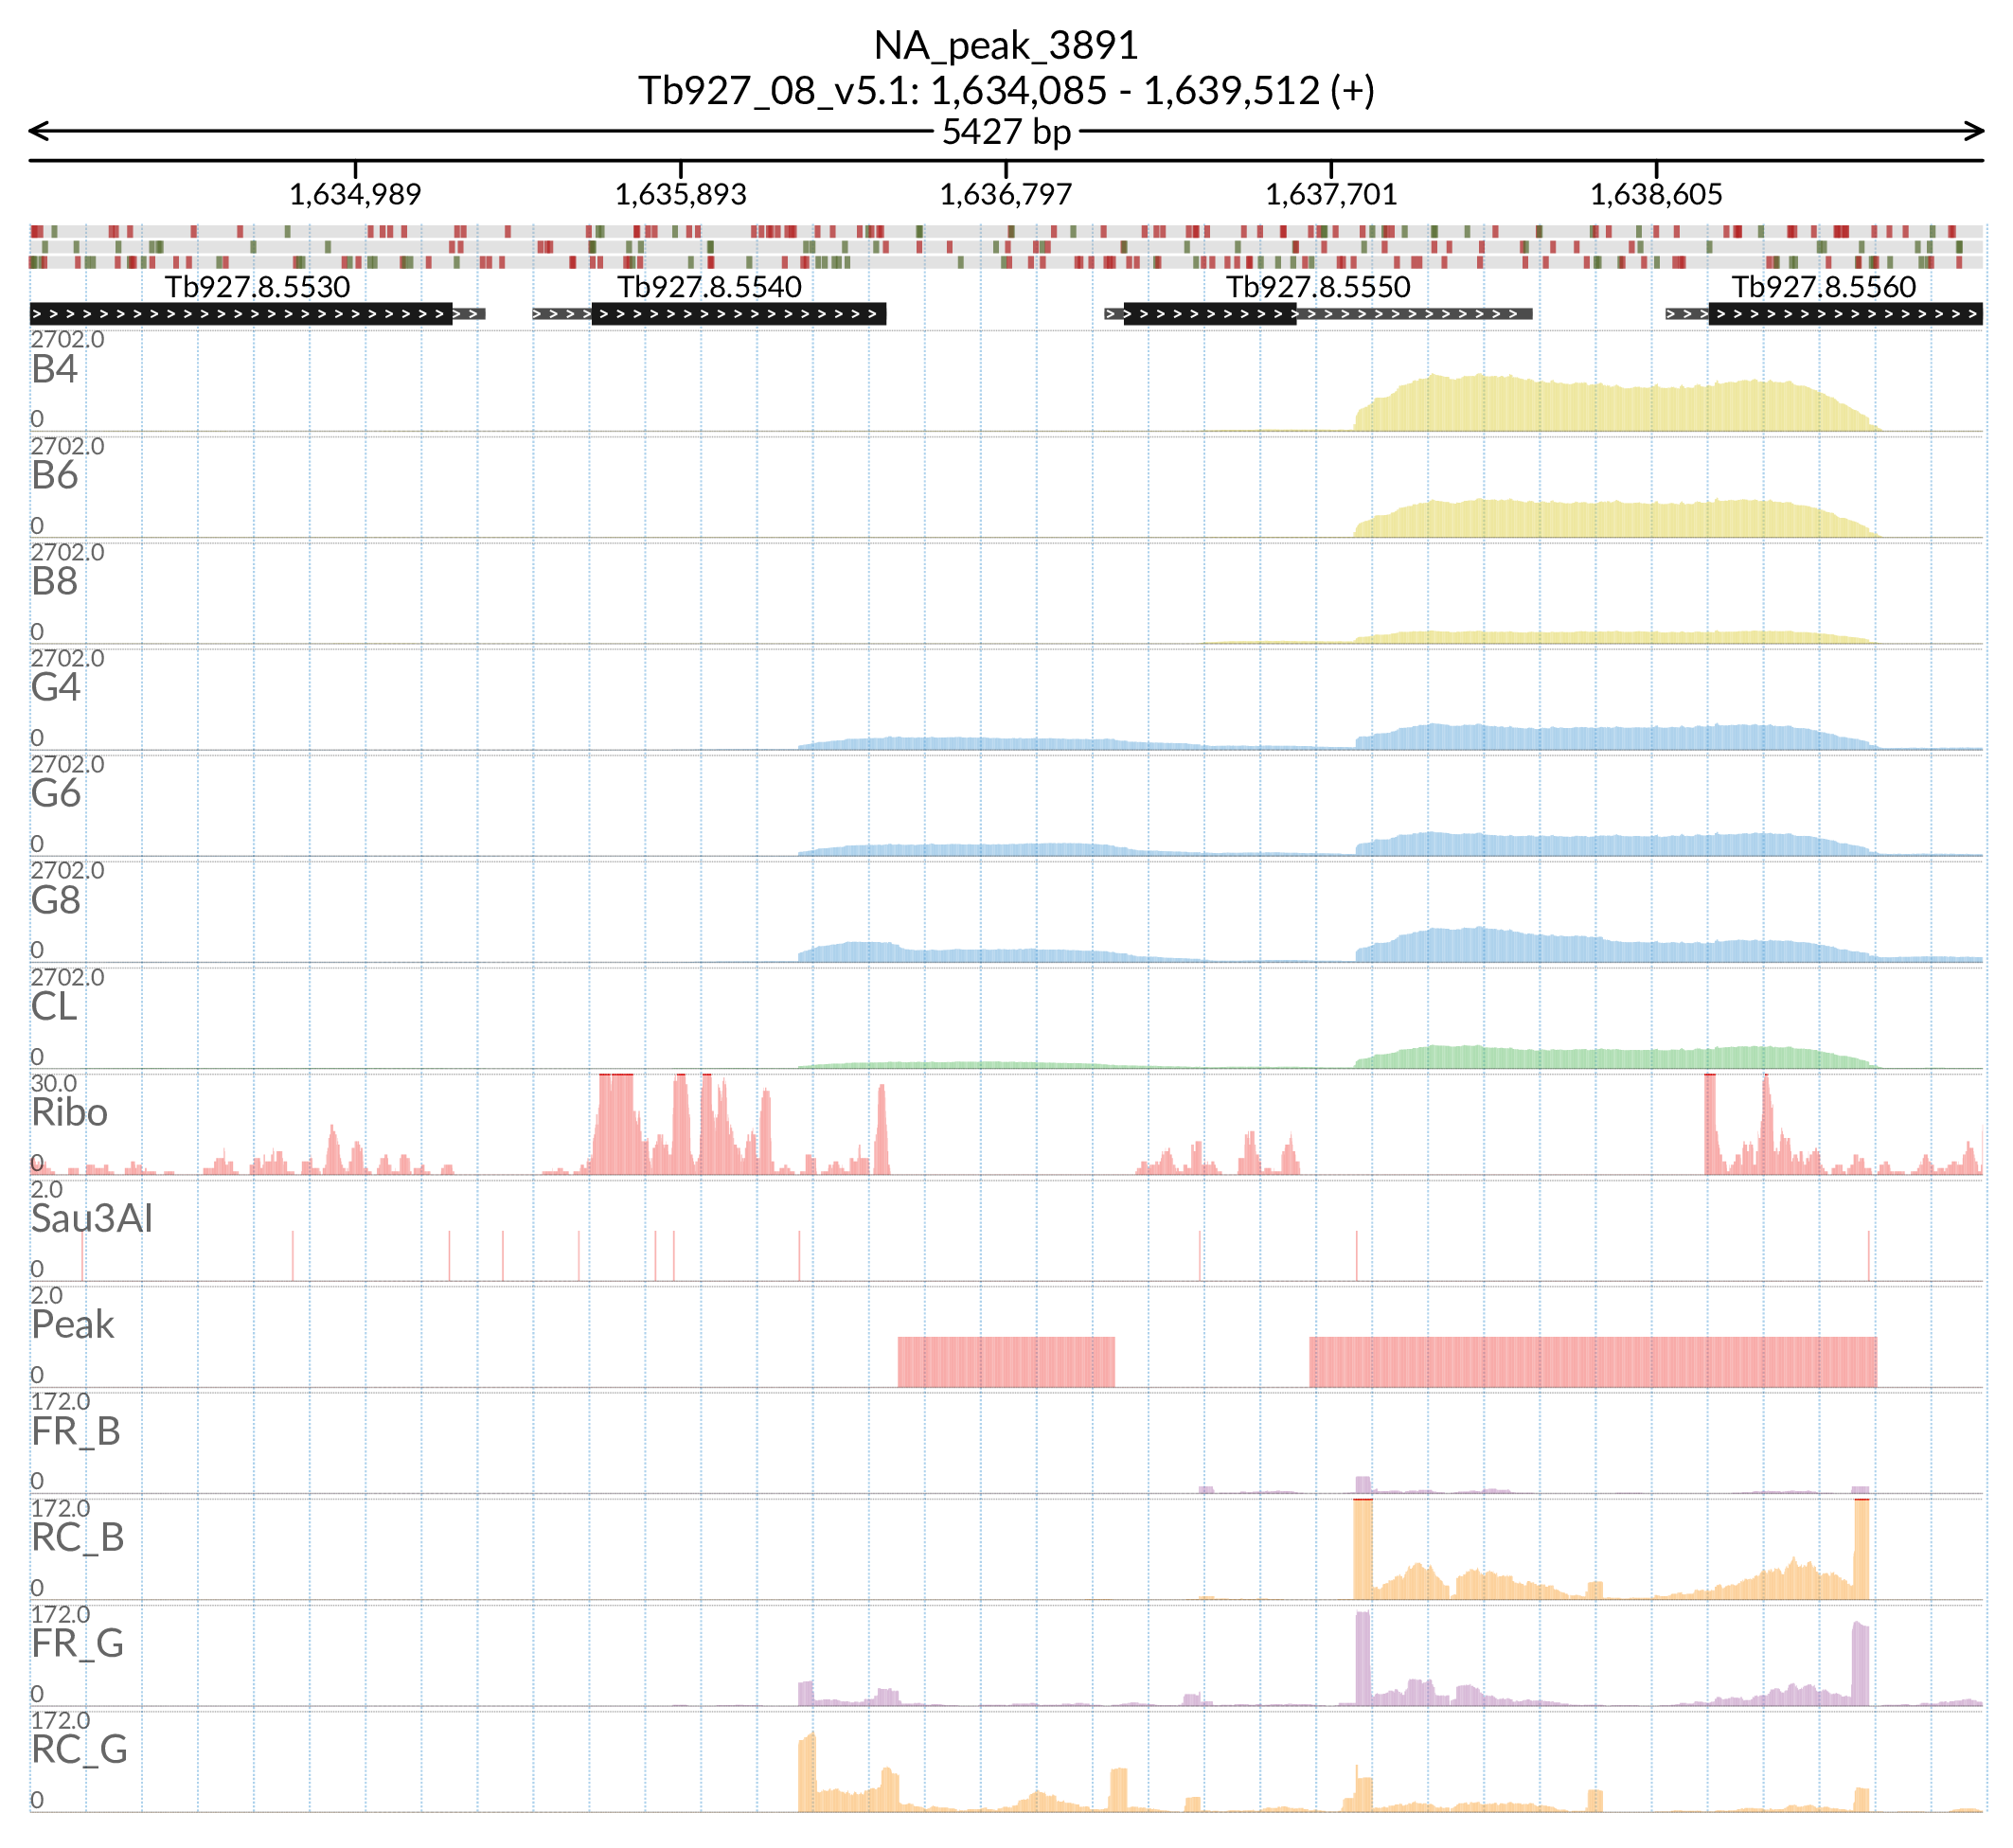 NA_peak_3891
Tb927_08_v5.1: 1,634,085 - 1,639,512 (+)
5427 bp
1,634,989 1,635,893 1,636,797 1,637,701 1,638,605
Tb927.8.5530 Tb927.8.5540 Tb927.8.5550 Tb927.8.5560
2702.0
B4
0
2702.0
B6
0
2702.0
B8
0
2702.0
G4
0
2702.0
G6
0
2702.0
G8
0
2702.0
CL
0
30.0
Ribo
0
2.0
Sau3AI
0
2.0
Peak
0
172.0
FR_B
0
172.0
RC_B
0
172.0
FR_G
0
172.0
RC_G
0